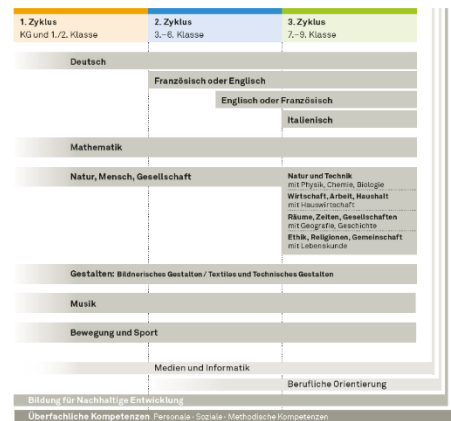 1. Zyklus
KG und 1./2. Klasse
2. Zyklus
3.–6. Klasse
3. Zyklus
7.–9. Klasse
Deutsch
Französisch oder Englisch
Englisch oder Französisch
Italienisch
Mathematik
Natur, Mensch, Gesellschaft
Natur und Technik
mit Physik, Chemie, Biologie
Wirtschaft, Arbeit, Haushalt
mit Hauswirtschaft
Räume, Zeiten, Gesellschaften
mit Geografie, Geschichte
Ethik, Religionen, Gemeinschaft
mit Lebenskunde
Gestalten: Bildnerisches Gestalten / Textiles und Technisches Gestalten
Musik
Bewegung und Sport
Medien und Informatik
Berufliche Orientierung
Bildung für Nachhaltige Entwicklung
Überfachliche Kompetenzen Personale - Soziale - Methodische Kompetenzen